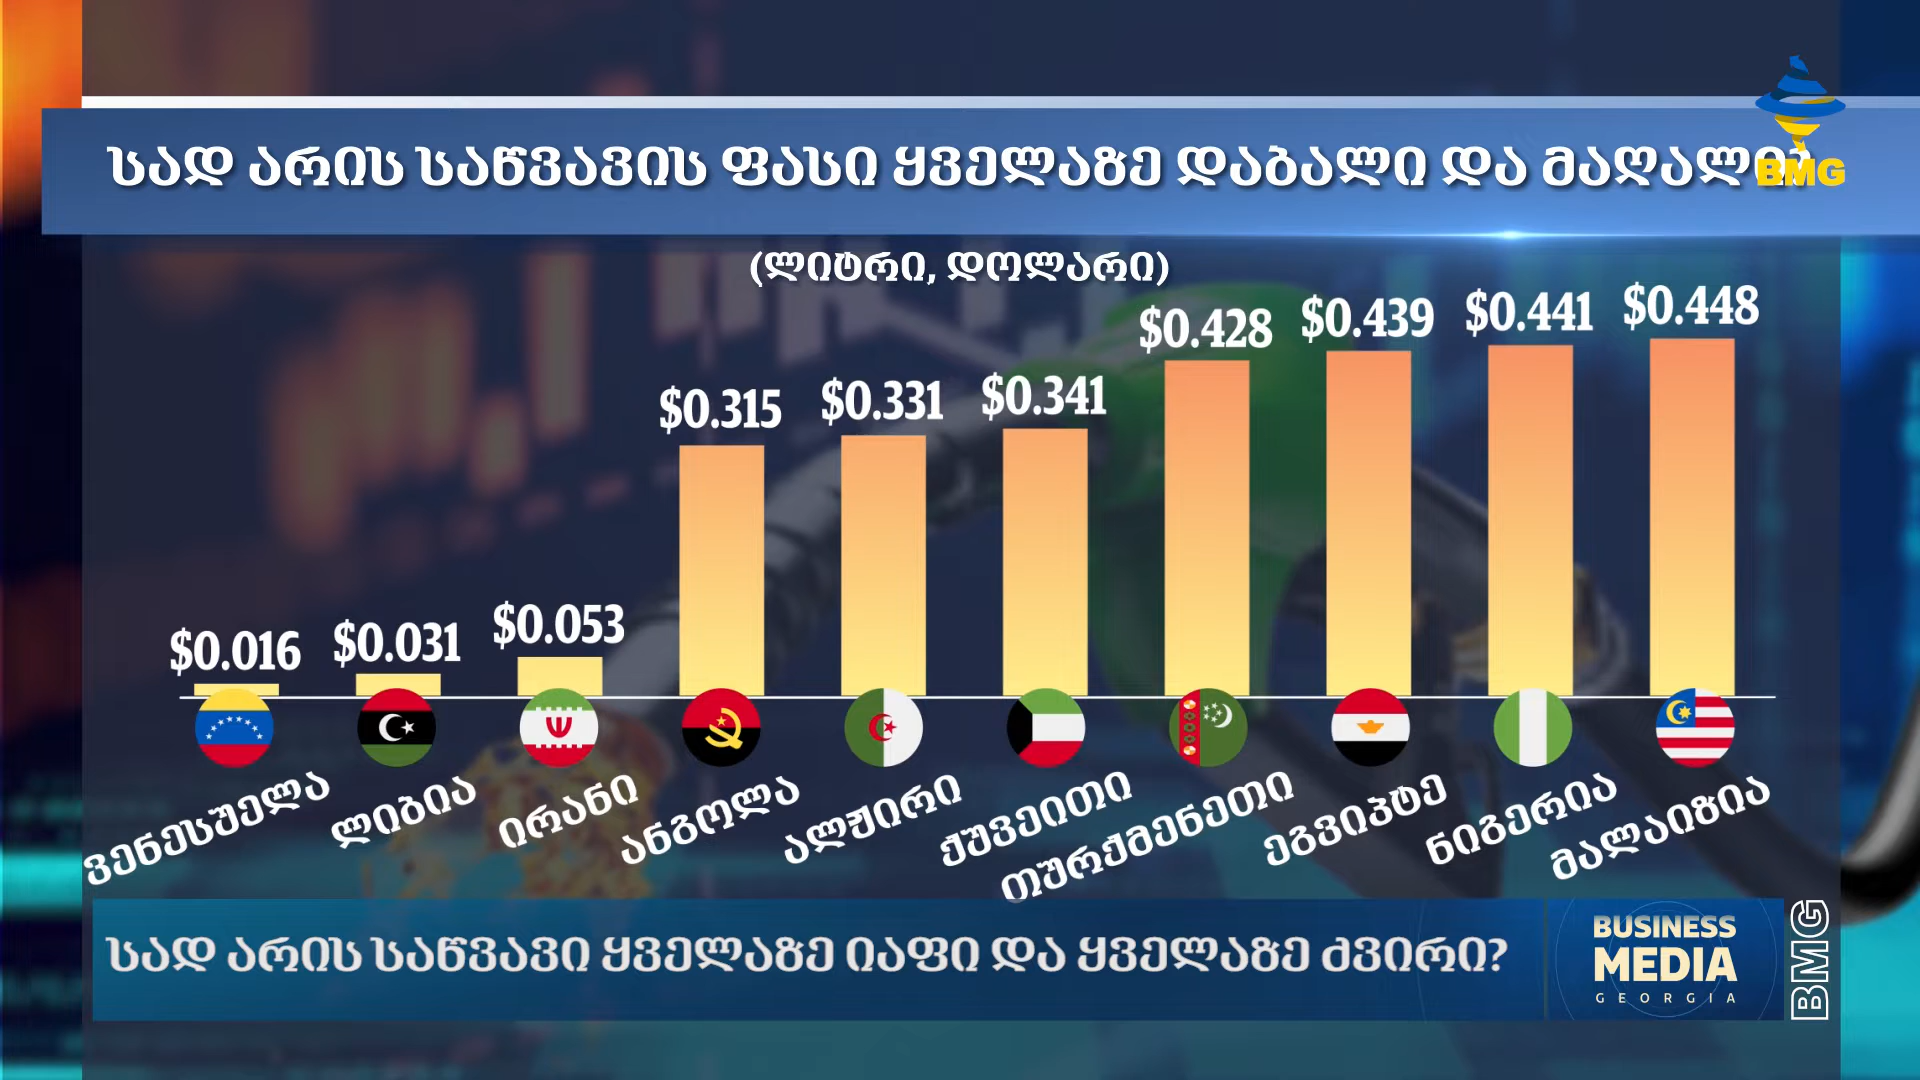 სად არის საწვავის ფასი ყველაზე დაბალი და მაღალი?
BMG
(ლიტრი, დოლარი)
$0.016
$0.031
$0.053
$0.315
$0.331
$0.341
$0.428
$0.439
$0.441
$0.448
ვენესუელა
ლიბია
ირანი
ანგოლა
ალჟირი
ქუვეითი
თურქმენეთი
ეგვიპტე
ნიგერია
მალაიზია
სად არის საწვავი ყველაზე იაფი და ყველაზე ძვირი?
BUSINESS
MEDIA
GEORGIA
BMG